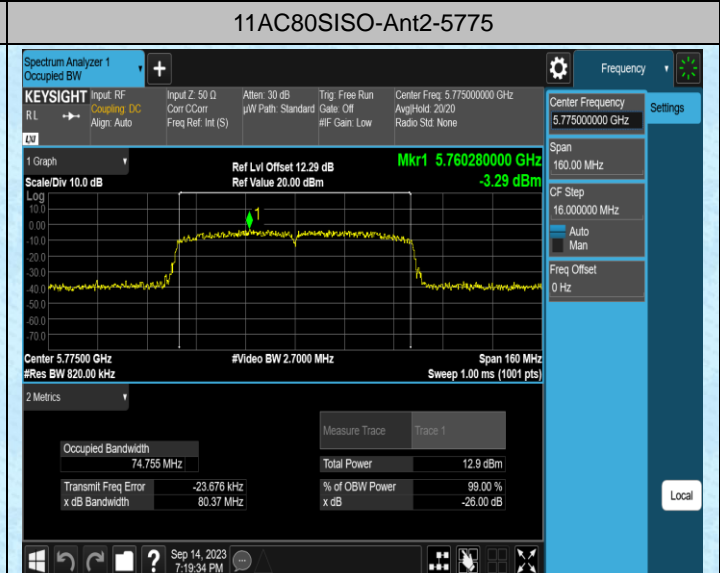 11AC80SISO-Ant2-5775
Spectrum Analyzer 1
Occupied BW
Frequency
KEYSIGHT
RL
LXI
Input: RF
Coupling: DC
Align: Auto
Input Z: 50 Ω
Corr CCorr
Freq Ref: Int (S)
Atten: 30 dB
µW Path: Standard
Trig: Free Run
Gate: Off
#IF Gain: Low
Center Freq: 5.775000000 GHz
Avg|Hold: 20/20
Radio Std: None
Center Frequency
5.775000000 GHz
Settings
Span
160.00 MHz
CF Step
16.000000 MHz
Auto
Man
Freq Offset
0 Hz
1 Graph
Scale/Div 10.0 dB
Ref Lvl Offset 12.29 dB
Ref Value 20.00 dBm
Mkr1 5.760280000 GHz
-3.29 dBm
Log
10.0
0.00
-10.0
-20.0
-30.0
-40.0
-50.0
-60.0
-70.0
1
Center 5.77500 GHz
#Video BW 2.7000 MHz
Span 160 MHz
#Res BW 820.00 kHz
Sweep 1.00 ms (1001 pts)
2 Metrics
Measure Trace
Trace 1
Occupied Bandwidth
74.755 MHz
Total Power
12.9 dBm
Transmit Freq Error
-23.676 kHz
% of OBW Power
99.00 %
x dB Bandwidth
80.37 MHz
x dB
-26.00 dB
Local
?
Sep 14, 2023
7:19:34 PM